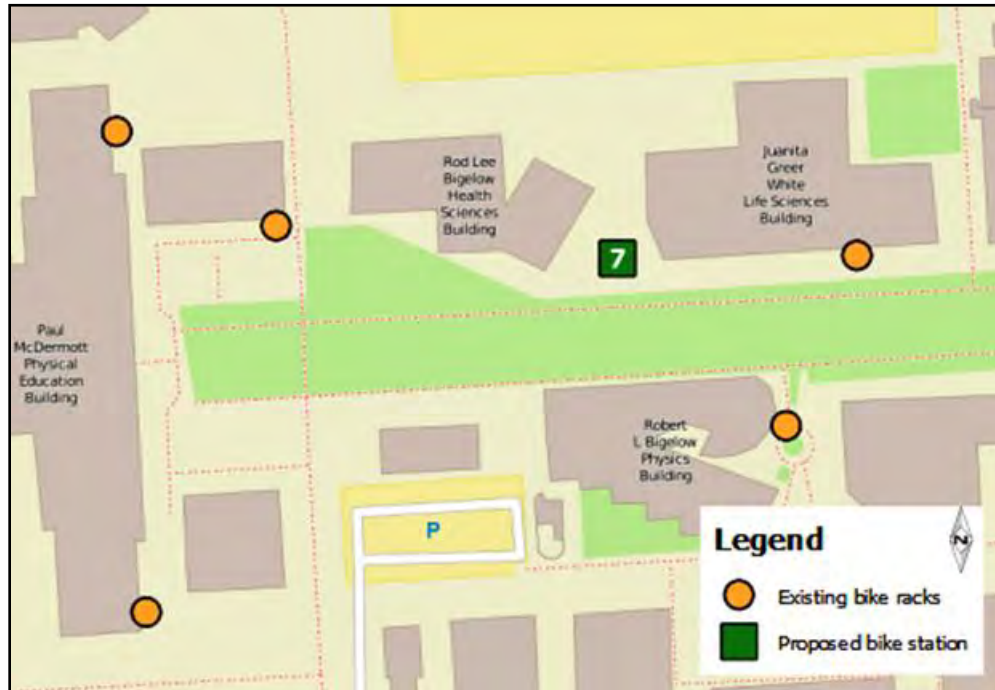 Rod Lee
Bigelow
Health
Sciences
Building
Juanita
Greer
White
Life Sciences
Building
7
Paul
McDermott
Physical
Education
Building
Robert
L Bigelow
Physics
Building
P
Legend
N
Existing bike racks
Proposed bike station